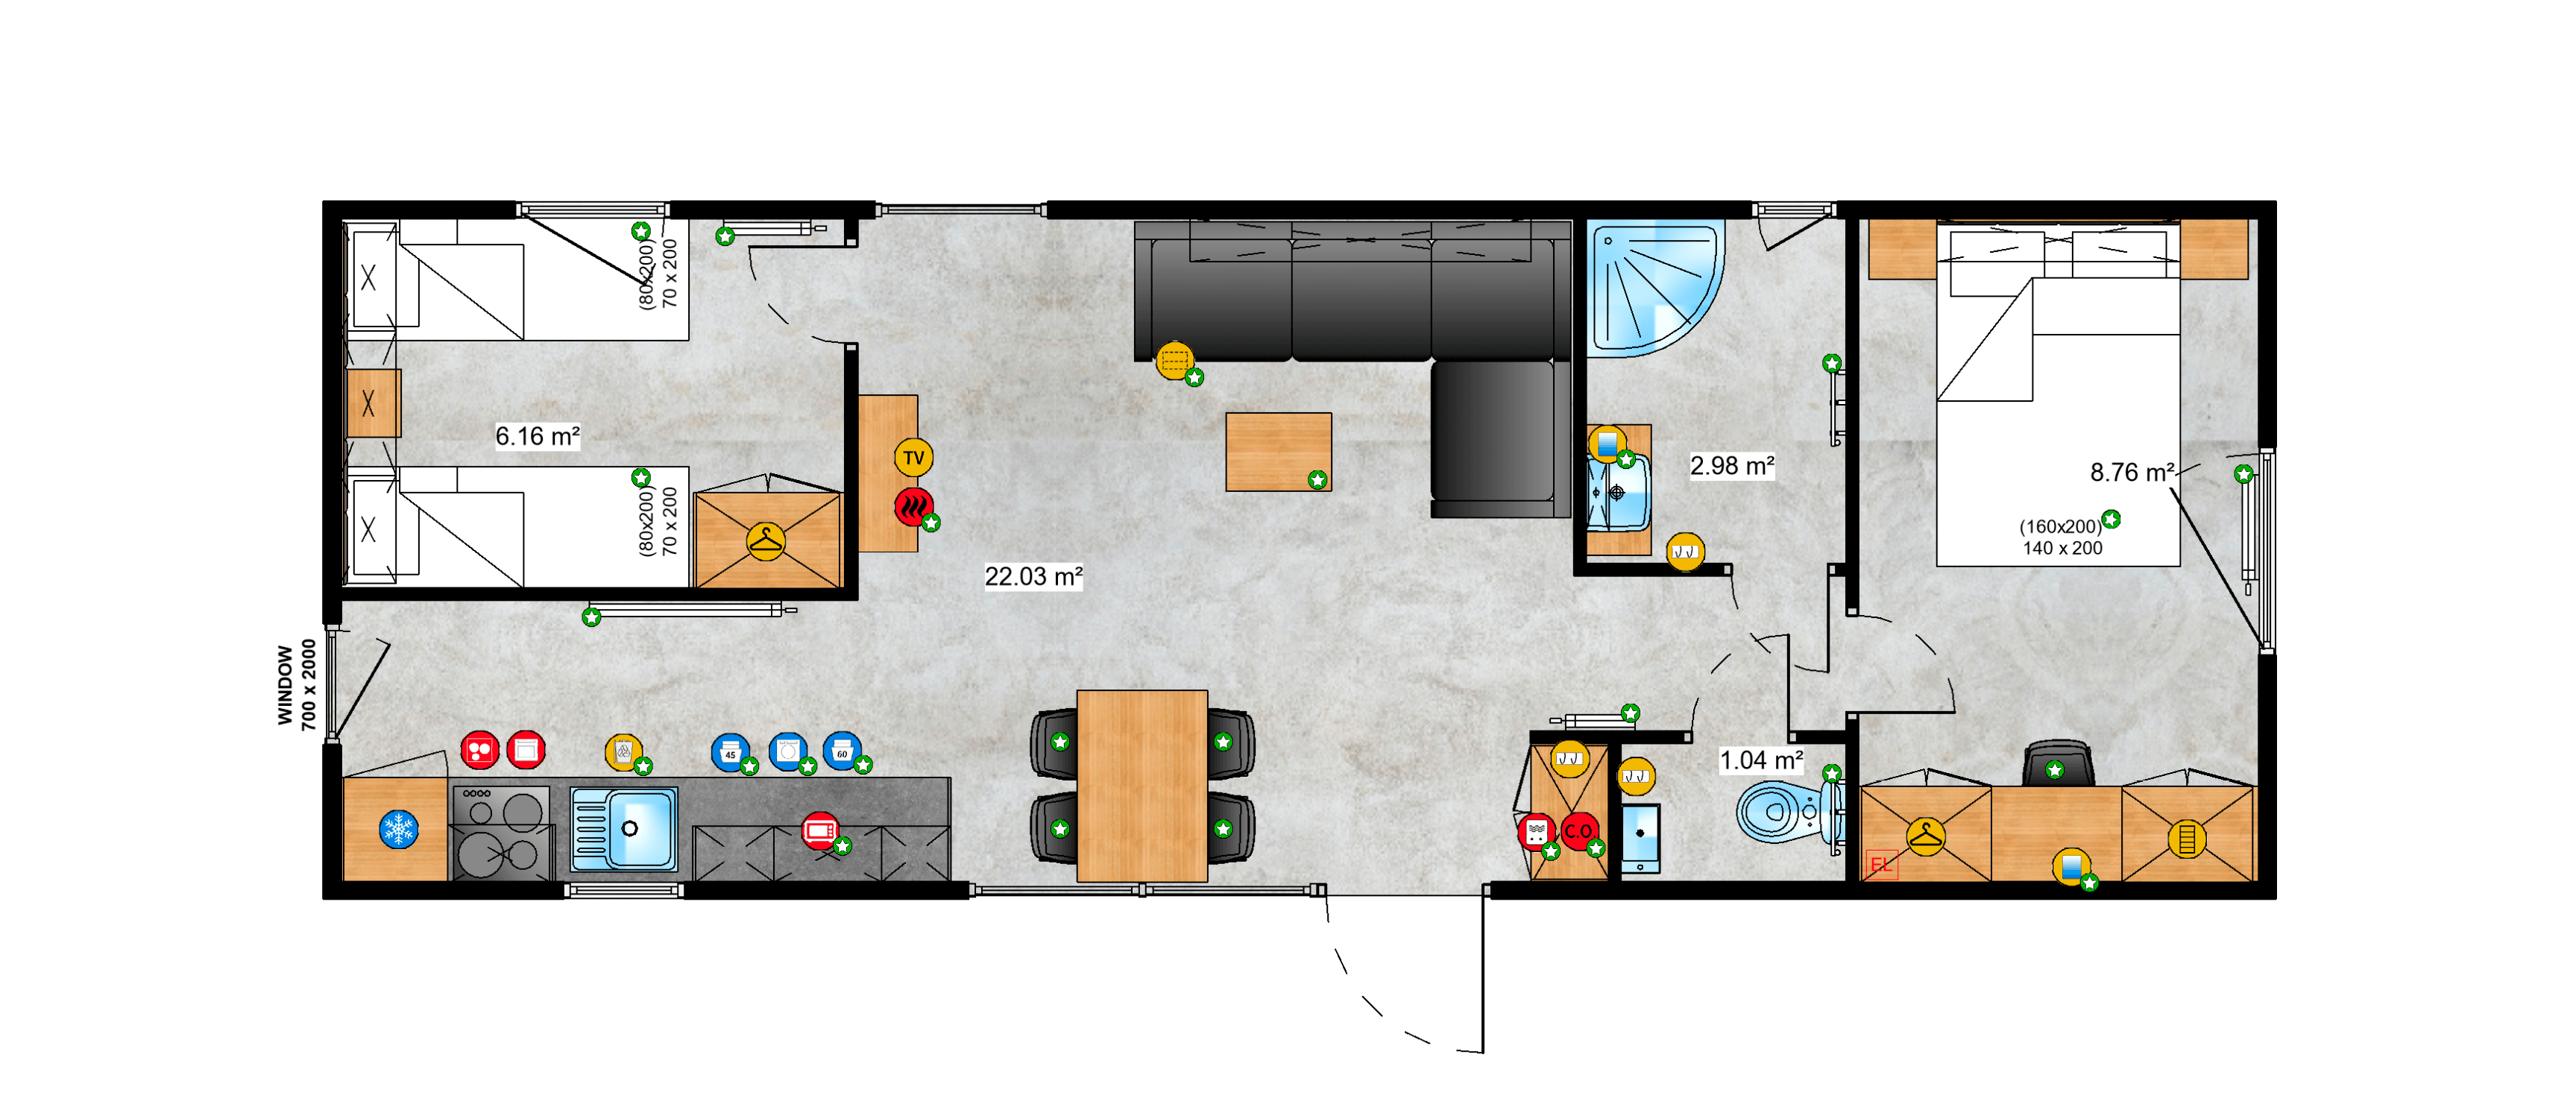 (80x200)
70 x 200
6.16 m²
(80x200)
70 x 200
TV
22.03 m²
2.98 m²
8.76 m²
(160x200)
140 x 200
WINDOW
700 x 2000
45
60
1.04 m²
C.O.
EL